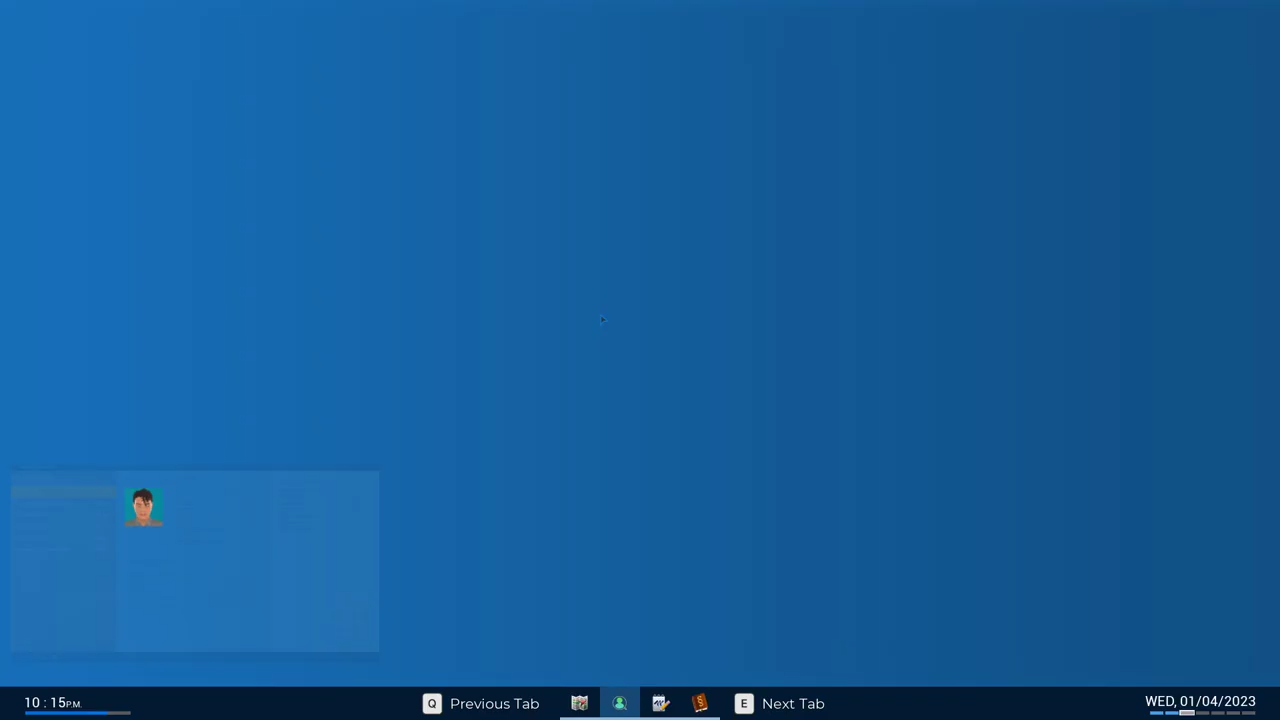 10 : 15P.M.
Q Previous Tab
E Next Tab
WED, 01/04/2023